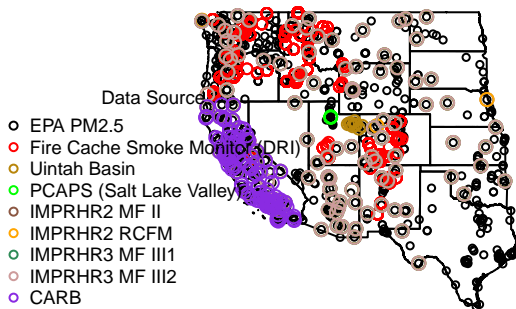 Data Source
EPA PM2.5
Fire Cache Smoke Monitor (DRI)
Uintah Basin
PCAPS (Salt Lake Valley)
IMPRHR2 MF II
IMPRHR2 RCFM
IMPRHR3 MF III1
IMPRHR3 MF III2
CARB